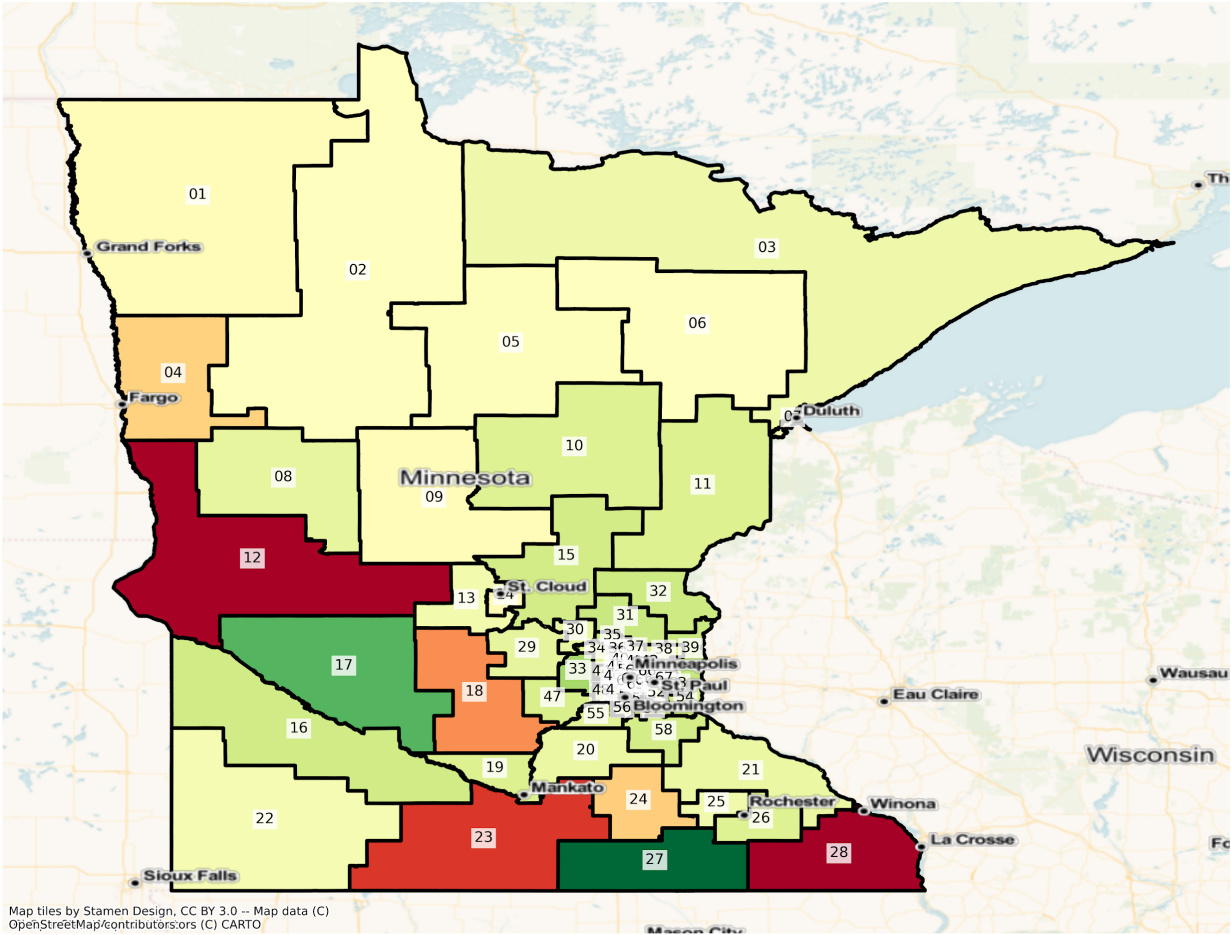 Th
01
Grand Forks
03
02
06
05
04
Fargo
Duluth
10
08
Minnesota
11
09
12
15
St. Cloud
32
13
31
30
35
29
34
37
38
39
17
33
Minneapolis
Wausau
18
St Paul
47
Eau Claire
54
55
56
Bloomington
16
58
20
Wisconsin
19
21
Mankato
24
25
Rochester
Winona
22
26
23
La Crosse
27
28
Sioux Falls
Map tiles by Stamen Design, CC BY 3.0 -- Map data (C)
OpenStreetMap contributors (C) CARTO
Mason City